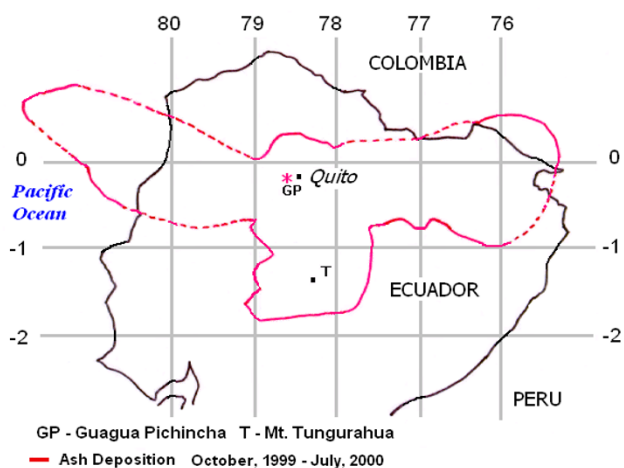 80 79 78 77 76
COLOMBIA
0 0
* Quito
GP
Pacific
Ocean
-1 -1
T
ECUADOR
-2 -2
PERU
GP - Guagua Pichincha T - Mt. Tungurahua
Ash Deposition October, 1999 - July, 2000